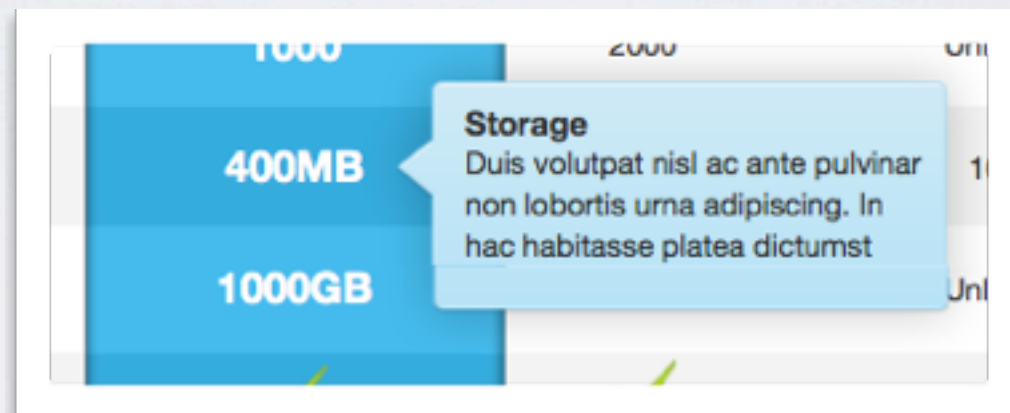 1000
2000
Storage
Duis volutpat nisl ac ante pulvinar
non lobortis urna adipiscing. In
hac habitasse platea dictumst
400MB
1000GB